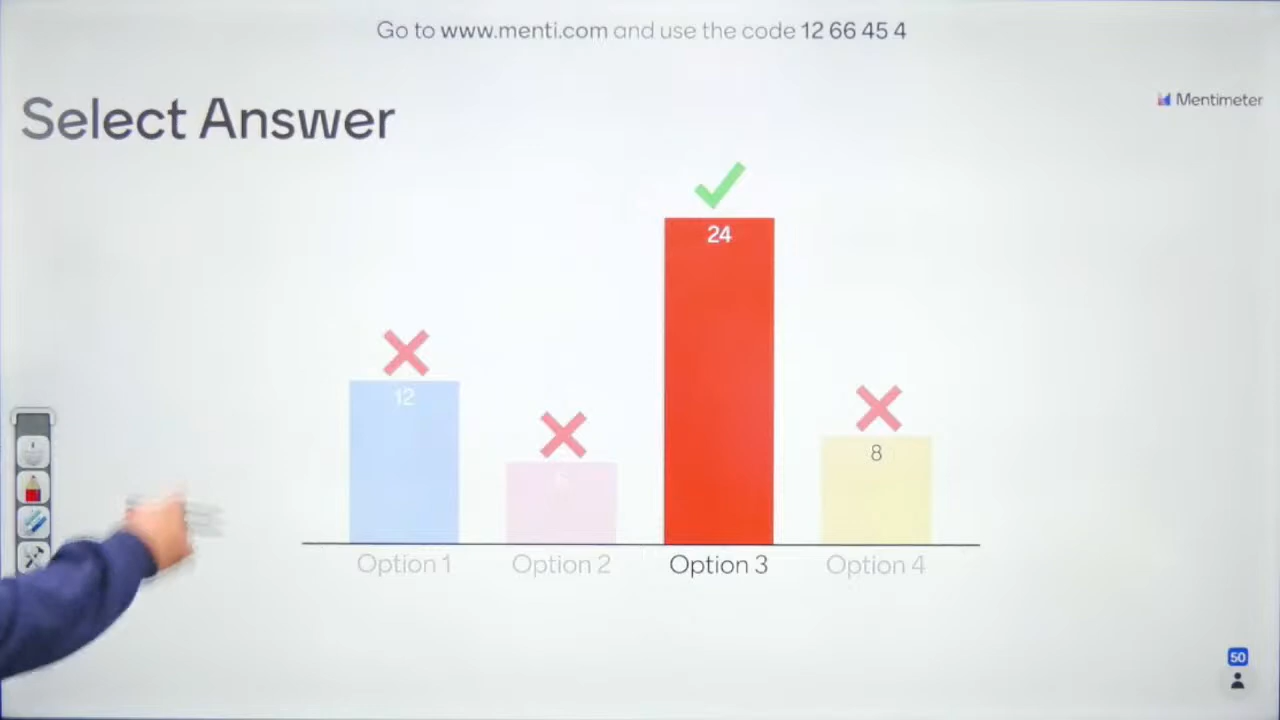 Go to www.menti.com and use the code 12 66 45 4
Mentimeter
Select Answer
24
12
6
8
Option 1
Option 2
Option 3
Option 4
50